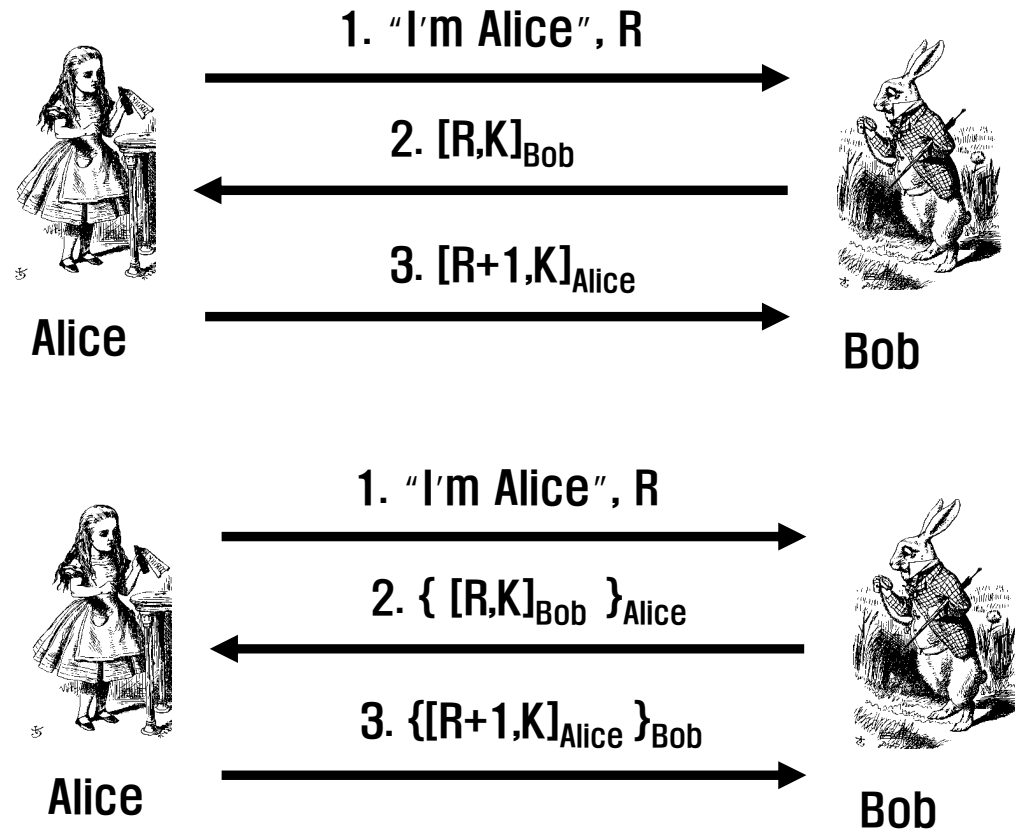 1. “I’m Alice”, R
2. [R,K]Bob
3. [R+1,K]Alice
Alice
Bob
1. “I’m Alice”, R
2. { [R,K]Bob }Alice
3. {[R+1,K]Alice }Bob
Alice
Bob